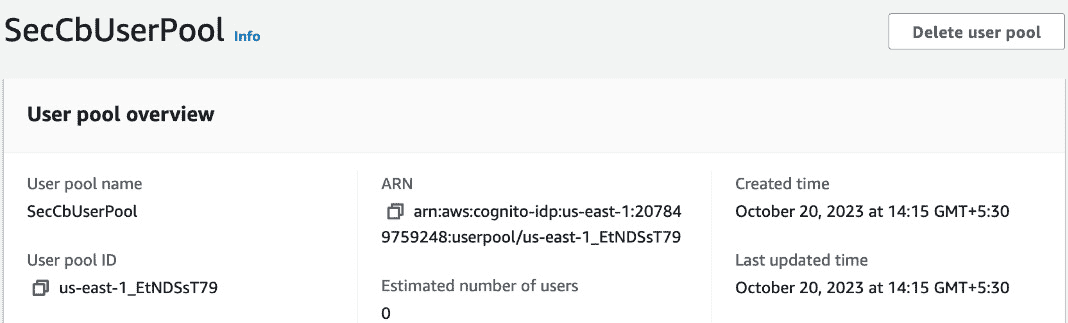 SecCbUserPool Info
Delete user pool
User pool overview
User pool name
SecCbUserPool
User pool ID
us-east-1_EtNDSsT79
ARN
arn:aws:cognito-idp:us-east-1:20784
9759248:userpool/us-east-1_EtNDSsT79
Estimated number of users
0
Created time
October 20, 2023 at 14:15 GMT+5:30
Last updated time
October 20, 2023 at 14:15 GMT+5:30